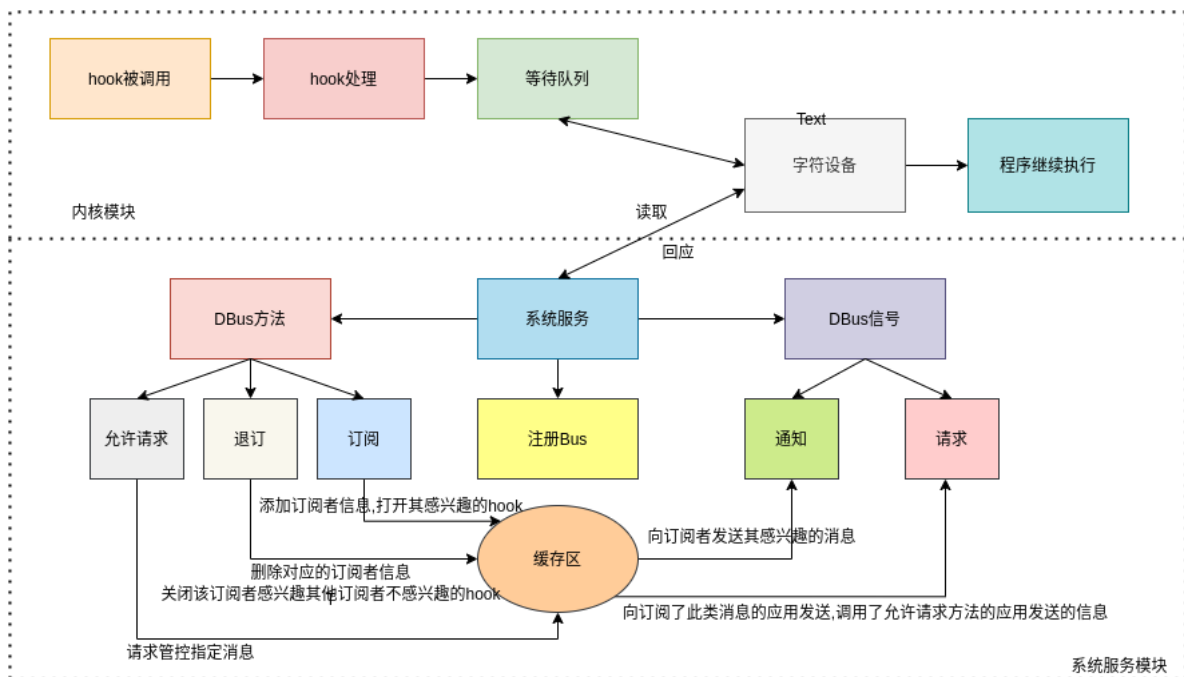 hook被调用
hook处理
等待队列
Text
字符设备
程序继续执行
内核模块
读取
回应
DBus方法
系统服务
DBus信号
允许请求
退订
订阅
注册Bus
通知
请求
添加订阅者信息,打开其感兴趣的hook
向订阅者发送其感兴趣的消息
缓存区
删除对应的订阅者信息
关闭该订阅者感兴趣其他订阅者不感兴趣的hook
向订阅了此类消息的应用发送,调用了允许请求方法的应用发送的信息
请求管控指定消息
系统服务模块